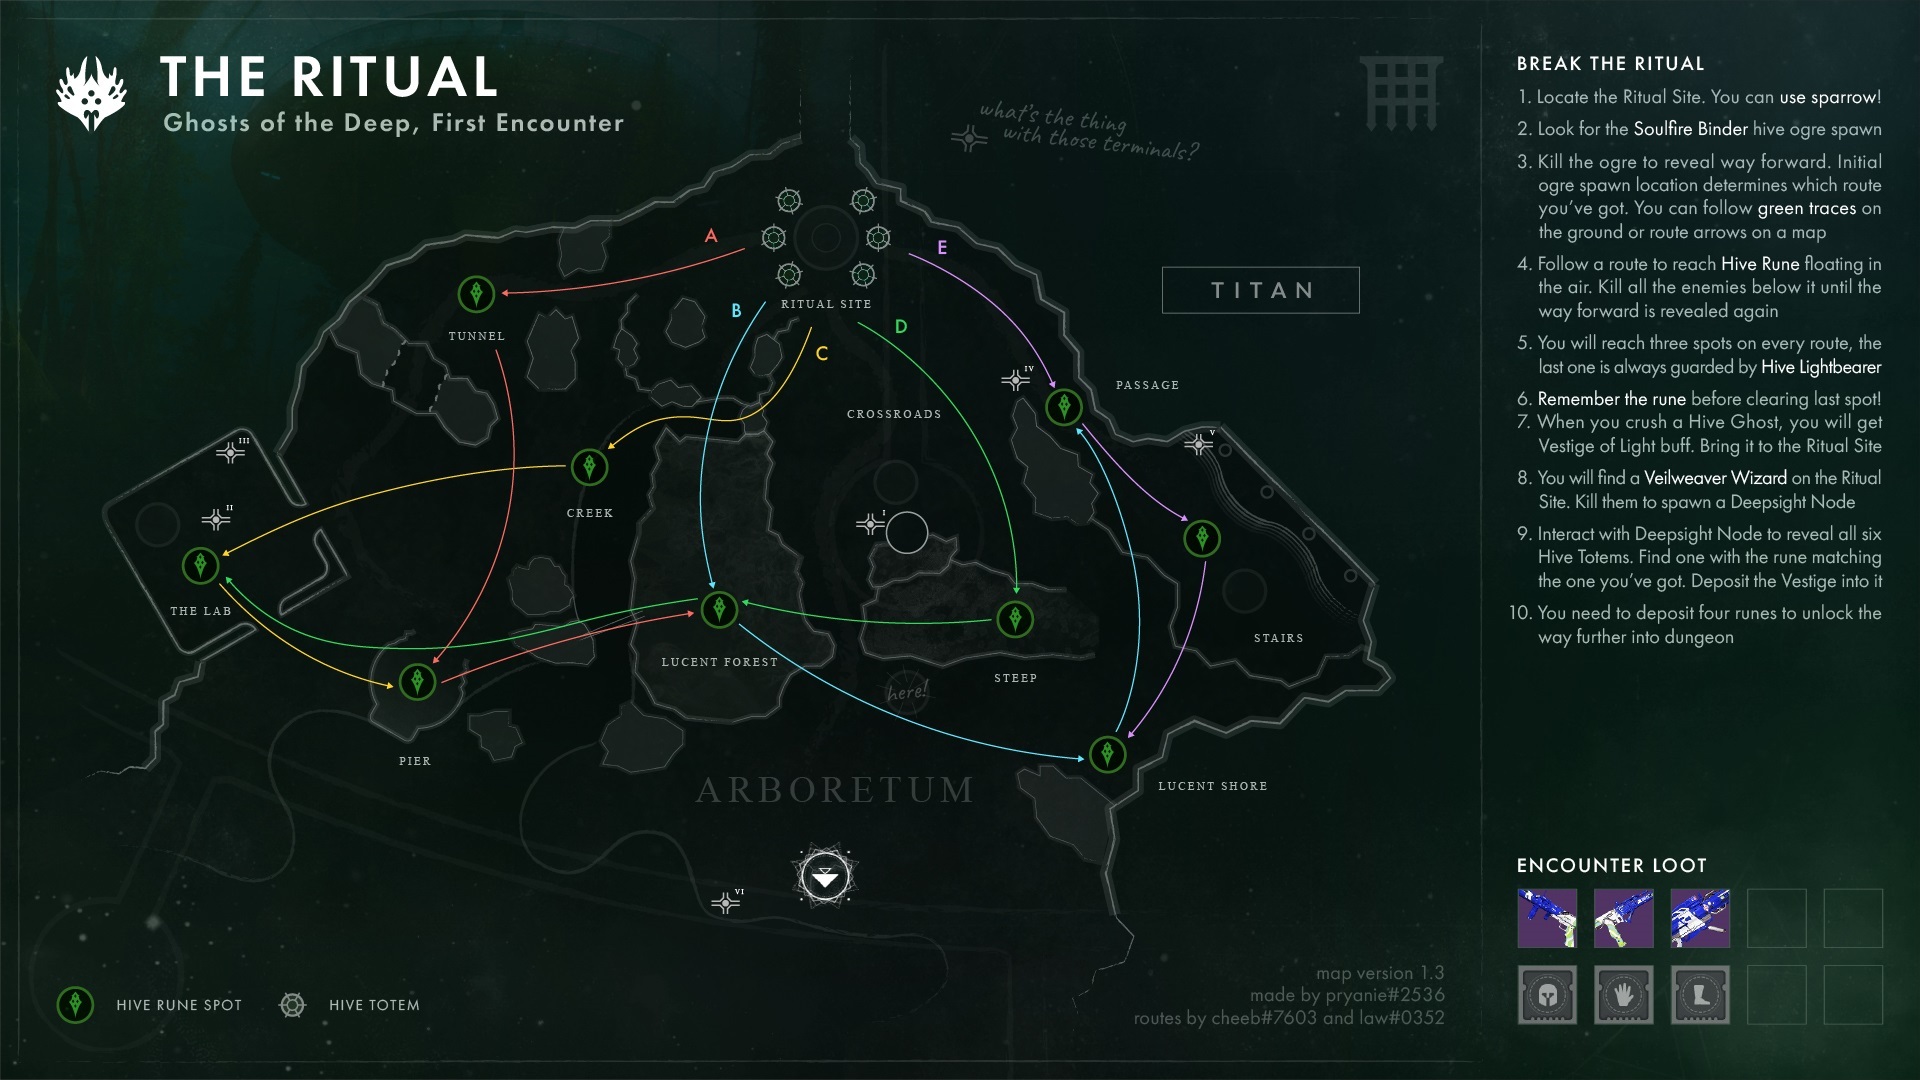 THE RITUAL
Ghosts of the Deep, First Encounter
what's the thing
with those terminals?
TITAN
A
B
C
D
E
RITUAL SITE
TUNNEL
CROSSROADS
PASSAGE
CREEK
THE LAB
LUCENT FOREST
STEEP
STAIRS
PIER
LUCENT SHORE
here!
ARBORETUM
I
II
III
IV
V
VI
HIVE RUNE SPOT
HIVE TOTEM
map version 1.3
made by pryanie#2536
routes by cheeb#7603 and law#0352
BREAK THE RITUAL
1. Locate the Ritual Site. You can use sparrow!
2. Look for the Soulfire Binder hive ogre spawn
3. Kill the ogre to reveal way forward. Initial
ogre spawn location determines which route
you've got. You can follow green traces on
the ground or route arrows on a map
4. Follow a route to reach Hive Rune floating in
the air. Kill all the enemies below it until the
way forward is revealed again
5. You will reach three spots on every route, the
last one is always guarded by Hive Lightbearer
6. Remember the rune before clearing last spot!
7. When you crush a Hive Ghost, you will get
Vestige of Light buff. Bring it to the Ritual Site
8. You will find a Veilweaver Wizard on the Ritual
Site. Kill them to spawn a Deepsight Node
9. Interact with Deepsight Node to reveal all six
Hive Totems. Find one with the rune matching
the one you've got. Deposit the Vestige into it
10. You need to deposit four runes to unlock the
way further into dungeon
ENCOUNTER LOOT